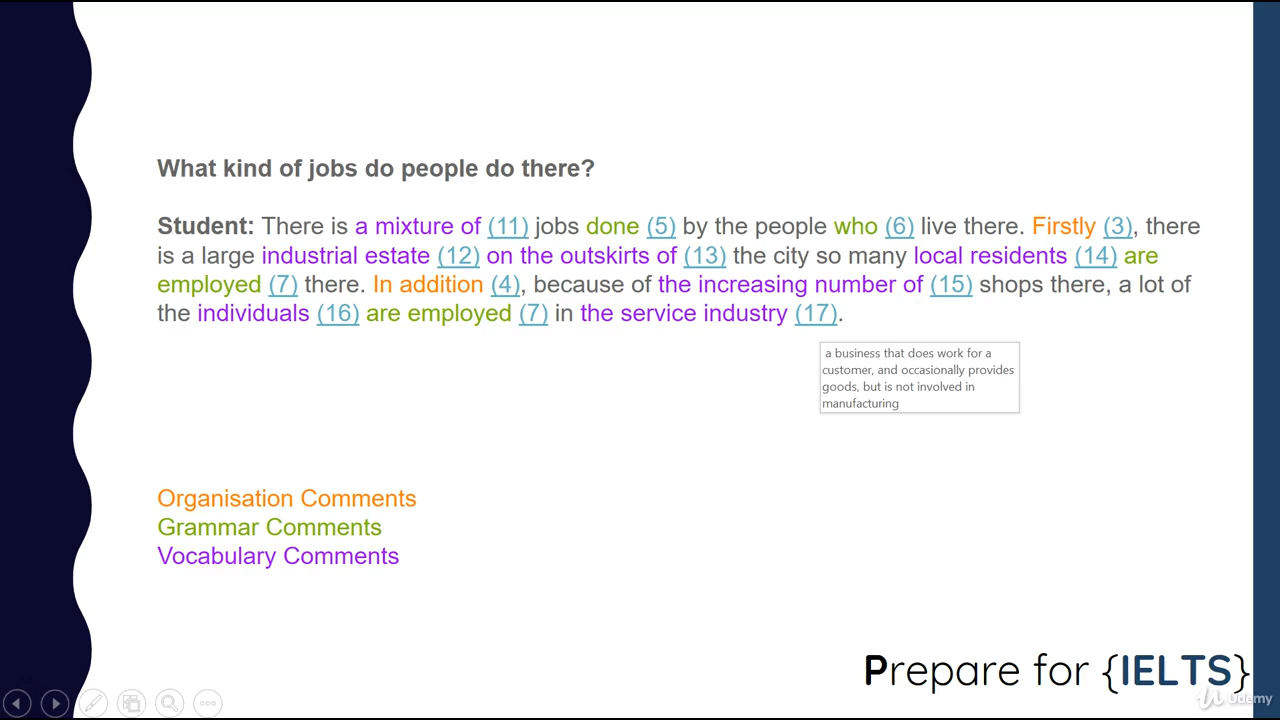 What kind of jobs do people do there?
Student: There is a mixture of (11) jobs done (5) by the people who (6) live there. Firstly (3), there
is a large industrial estate (12) on the outskirts of (13) the city so many local residents (14) are
employed (7) there. In addition (4), because of the increasing number of (15) shops there, a lot of
the individuals (16) are employed (7) in the service industry (17).
a business that does work for a
customer, and occasionally provides
goods, but is not involved in
manufacturing
Organisation Comments
Grammar Comments
Vocabulary Comments
Prepare for {IELTS}
Udemy